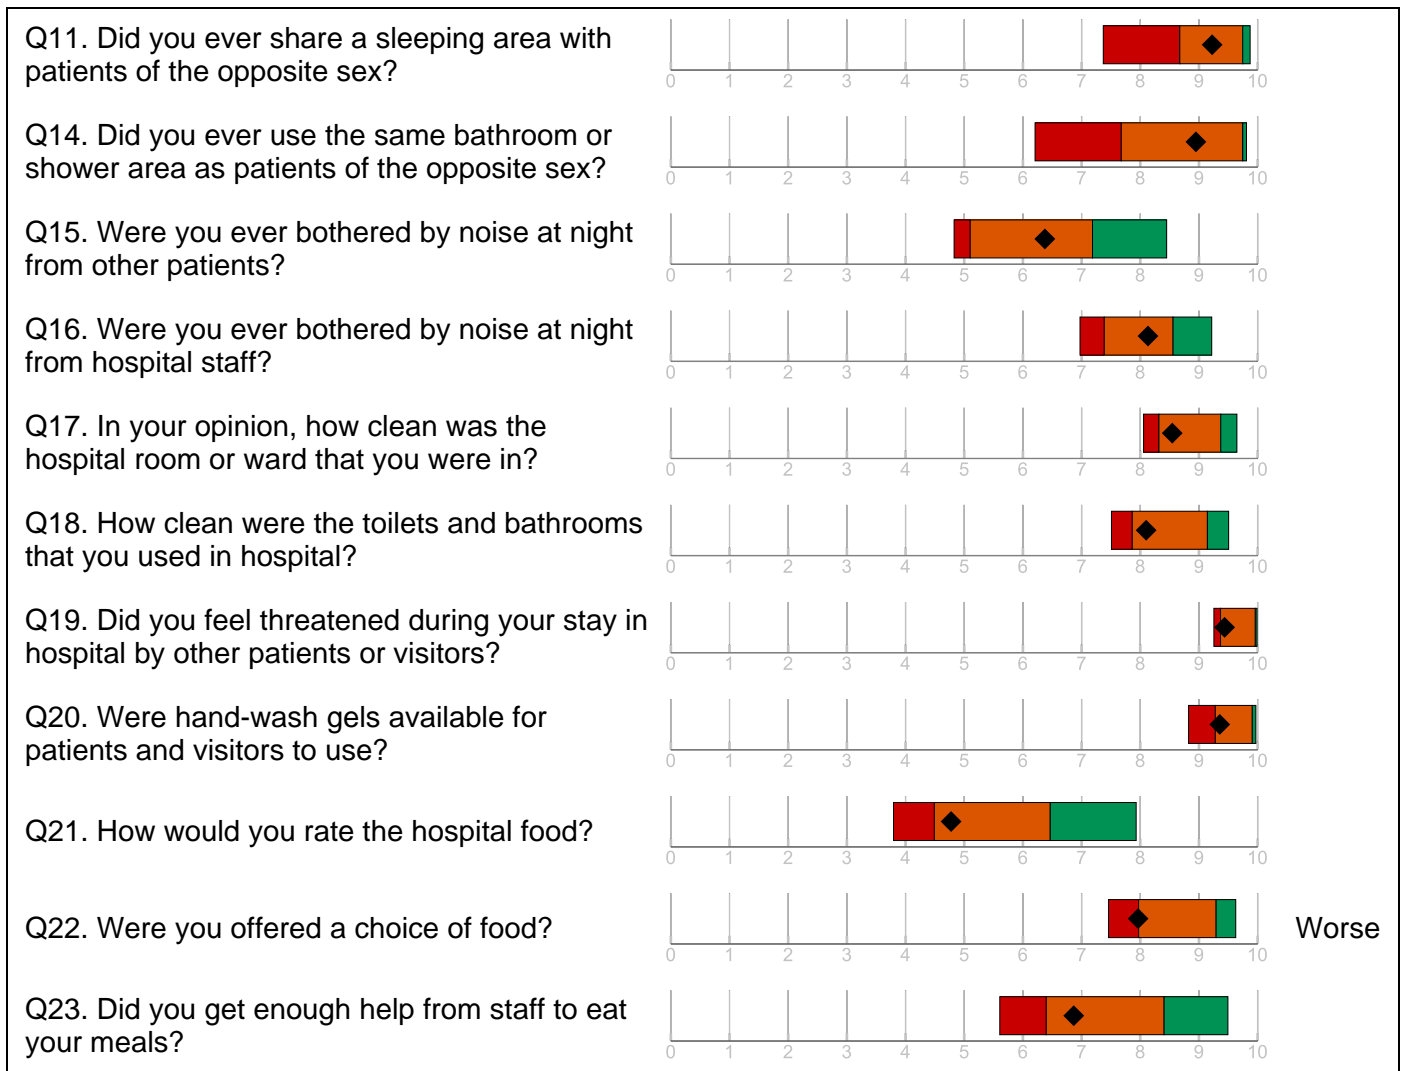 Q11. Did you ever share a sleeping area with
patients of the opposite sex?
0 1 2 3 4 5 6 7 8 9 10
Q14. Did you ever use the same bathroom or
shower area as patients of the opposite sex?
0 1 2 3 4 5 6 7 8 9 10
Q15. Were you ever bothered by noise at night
from other patients?
0 1 2 3 4 5 6 7 8 9 10
Q16. Were you ever bothered by noise at night
from hospital staff?
0 1 2 3 4 5 6 7 8 9 10
Q17. In your opinion, how clean was the
hospital room or ward that you were in?
0 1 2 3 4 5 6 7 8 9 10
Q18. How clean were the toilets and bathrooms
that you used in hospital?
0 1 2 3 4 5 6 7 8 9 10
Q19. Did you feel threatened during your stay in
hospital by other patients or visitors?
0 1 2 3 4 5 6 7 8 9 10
Q20. Were hand-wash gels available for
patients and visitors to use?
0 1 2 3 4 5 6 7 8 9 10
Q21. How would you rate the hospital food?
0 1 2 3 4 5 6 7 8 9 10
Q22. Were you offered a choice of food? Worse
0 1 2 3 4 5 6 7 8 9 10
Q23. Did you get enough help from staff to eat
your meals?
0 1 2 3 4 5 6 7 8 9 10